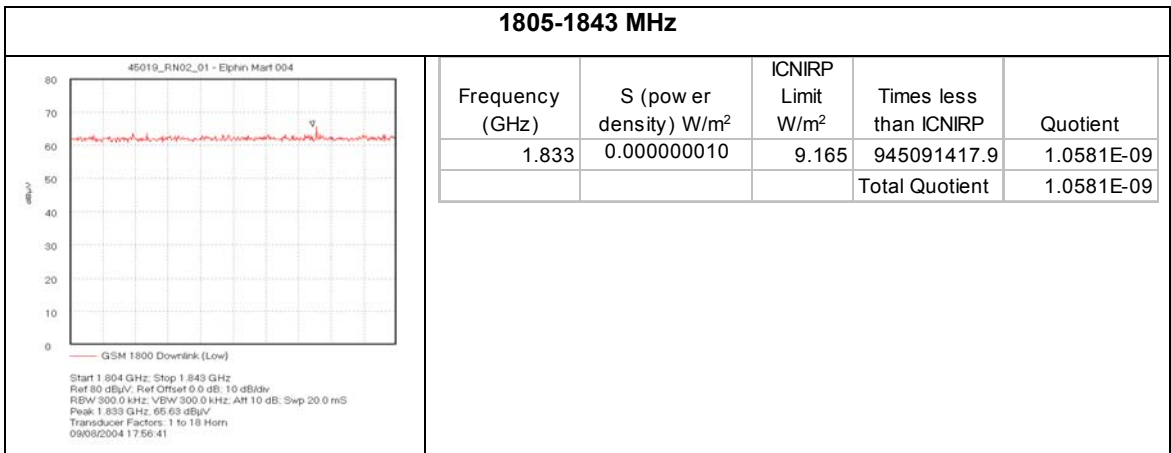 1805-1843 MHz
45019_RN02_01 - Elphin Mart 004
80
70
60
50
40
30
20
10
0
dBµV
GSM 1800 Downlink (Low)
Start 1.804 GHz; Stop 1.843 GHz
Ref 80 dBµV; Ref Offset 0.0 dB; 10 dB/div
RBW 300.0 kHz; VBW 300.0 kHz; Att 10 dB; Swp 20.0 mS
Peak 1.833 GHz, 65.63 dBµV
Transducer Factors: 1 to 18 Horn
09/08/2004 17:56:41
Frequency (GHz) S (pow er density) W/m² ICNIRP Limit W/m² Times less than ICNIRP Quotient
1.833 0.000000010 9.165 945091417.9 1.0581E-09
Total Quotient 1.0581E-09